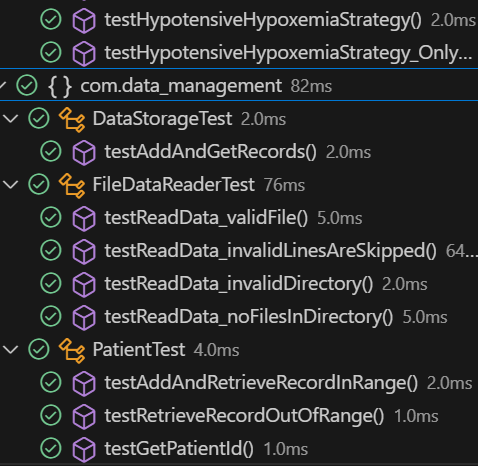 testHypotensiveHypoxemiaStrategy() 2.0ms
testHypotensiveHypoxemiaStrategy_Only...
{ } com.data_management 82ms
DataStorageTest 2.0ms
testAddAndGetRecords() 2.0ms
FileDataReaderTest 76ms
testReadData_validFile() 5.0ms
testReadData_invalidLinesAreSkipped() 64...
testReadData_invalidDirectory() 2.0ms
testReadData_noFilesInDirectory() 5.0ms
PatientTest 4.0ms
testAddAndRetrieveRecordInRange() 2.0ms
testRetrieveRecordOutOfRange() 1.0ms
testGetPatientId() 1.0ms